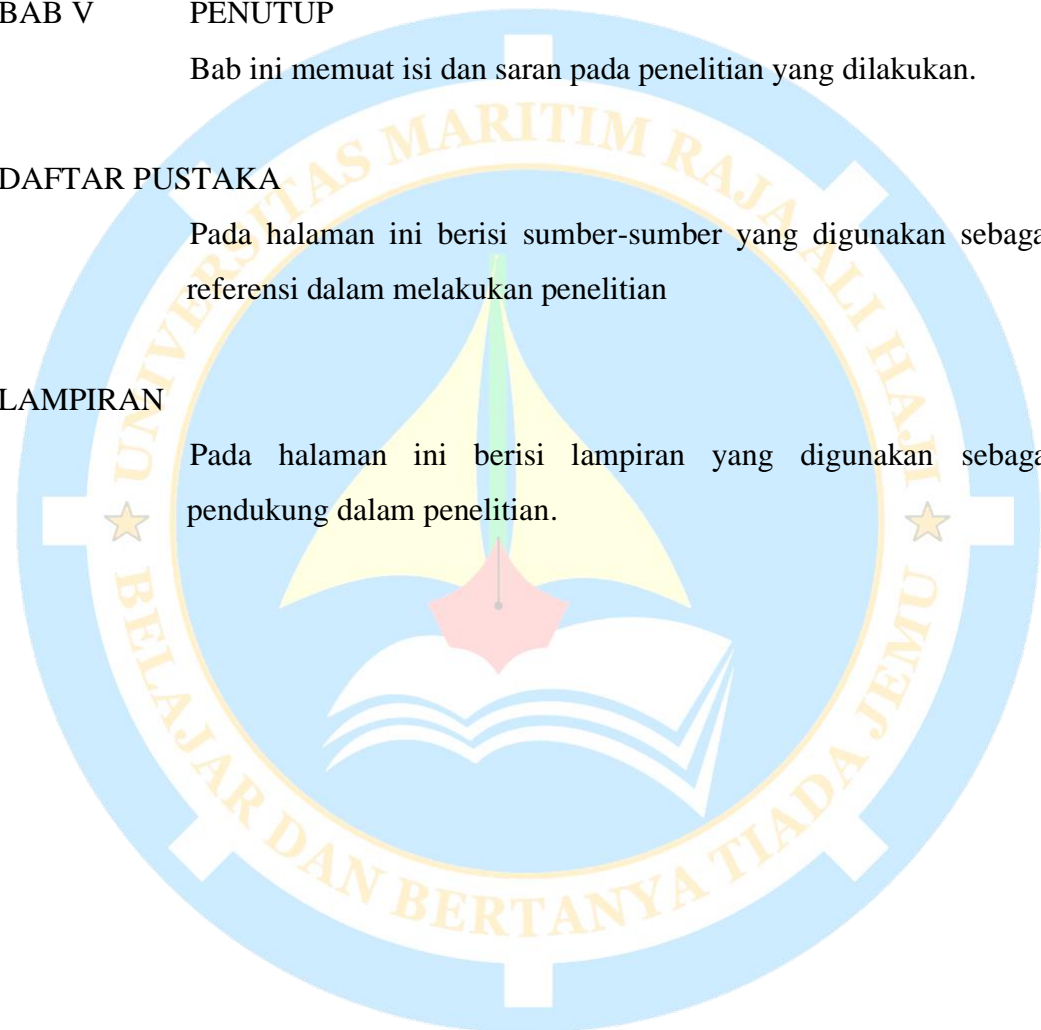 BAB V PENUTUP
Bab ini memuat isi dan saran pada penelitian yang dilakukan.
DAFTAR PUSTAKA
Pada halaman ini berisi sumber-sumber yang digunakan sebaga
referensi dalam melakukan penelitian
LAMPIRAN
Pada halaman ini berisi lampiran yang digunakan sebaga
pendukung dalam penelitian.
UNIVERSITAS MARITIM RAJA ALI HAJI
BELAJAR DAN BERTANYA TIADA JEMU